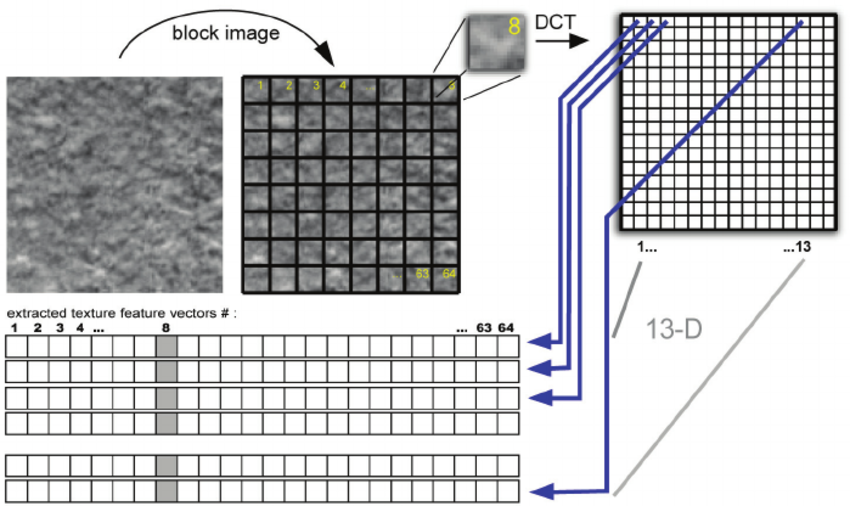 block image
8
DCT
1 2 3 4 ... 8
... 63 64
1... ...13
13-D
extracted texture feature vectors # :
1 2 3 4 ... 8 ... 63 64